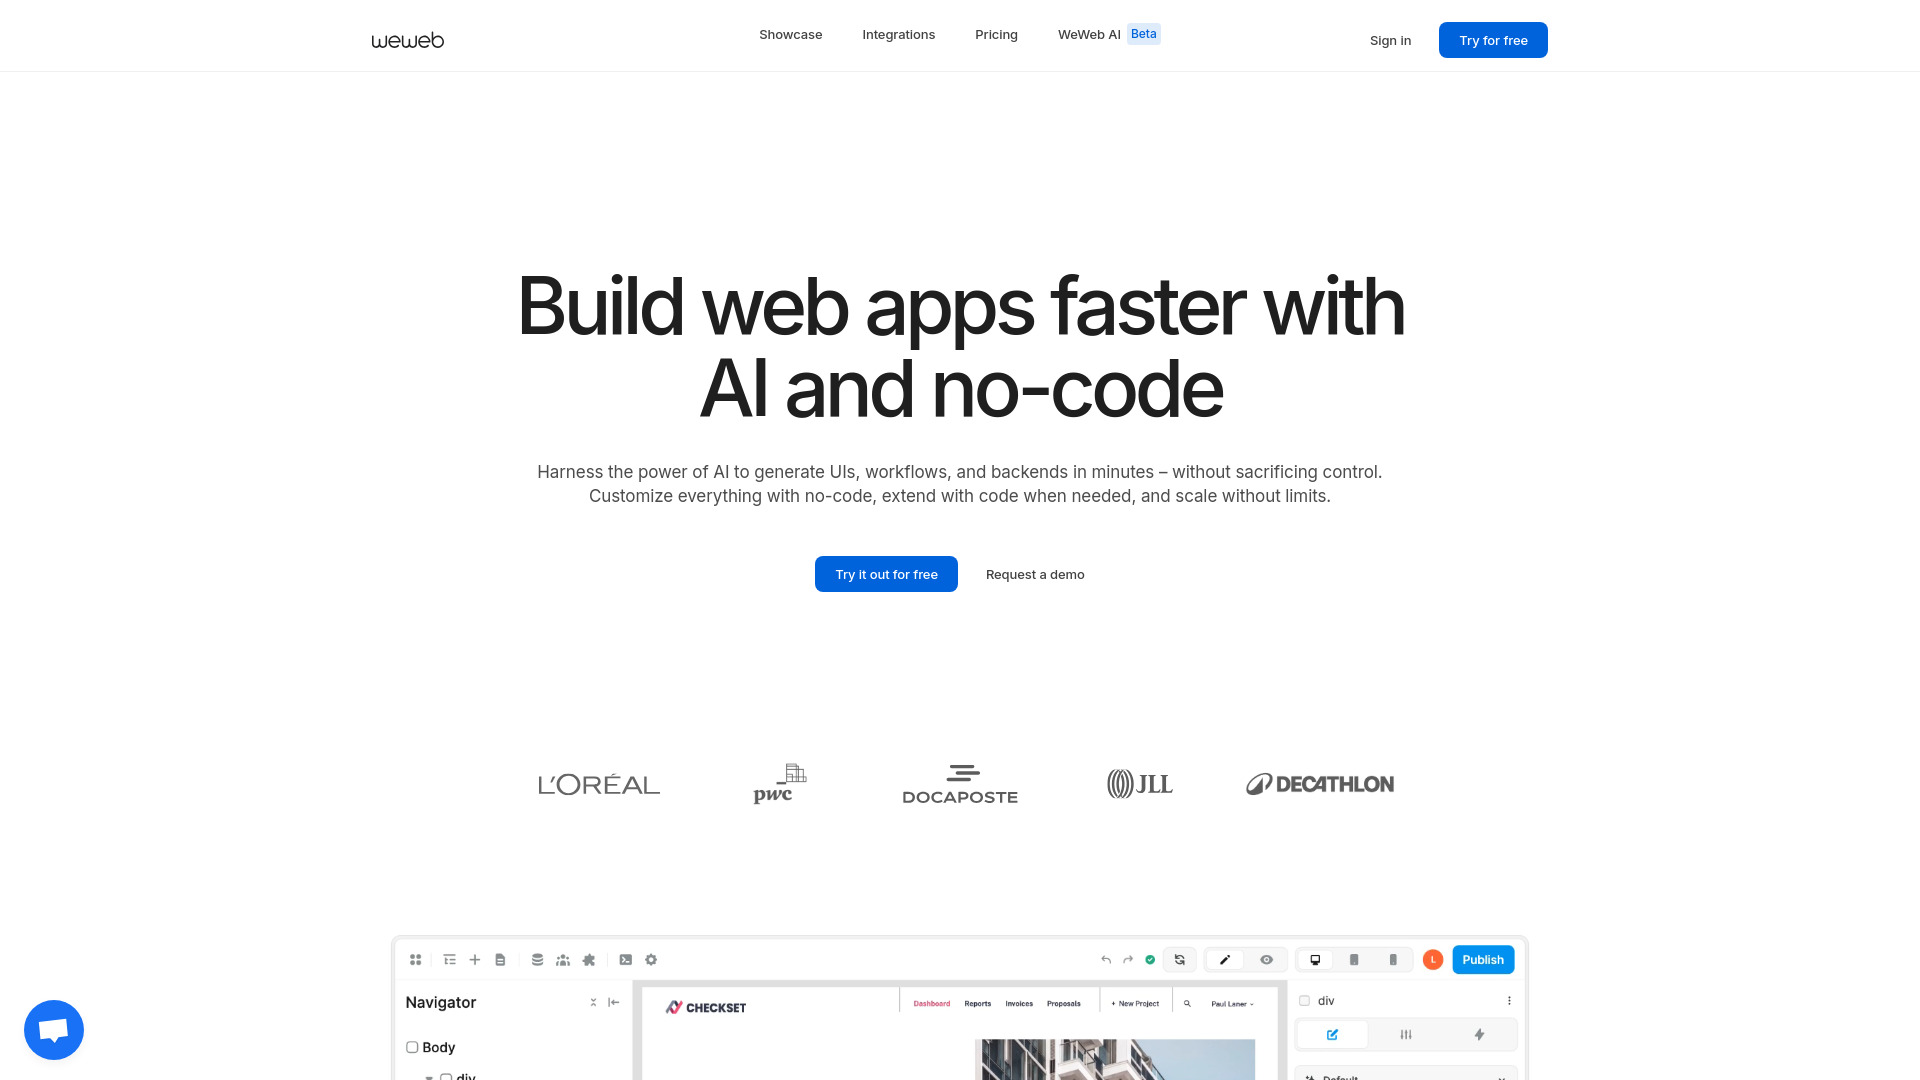 weweb
Showcase
Integrations
Pricing
WeWeb AI Beta
Sign in
Try for free
Build web apps faster with
AI and no-code
Harness the power of AI to generate UIs, workflows, and backends in minutes – without sacrificing control.
Customize everything with no-code, extend with code when needed, and scale without limits.
Try it out for free
Request a demo
L'ORÉAL
pwc
DOCAPOSTE
JLL
DECATHLON
L
Publish
Navigator
CHECKSET
Dashboard
Reports
Invoices
Proposals
+ New Project
Paul Laner
div
Body
div
Default